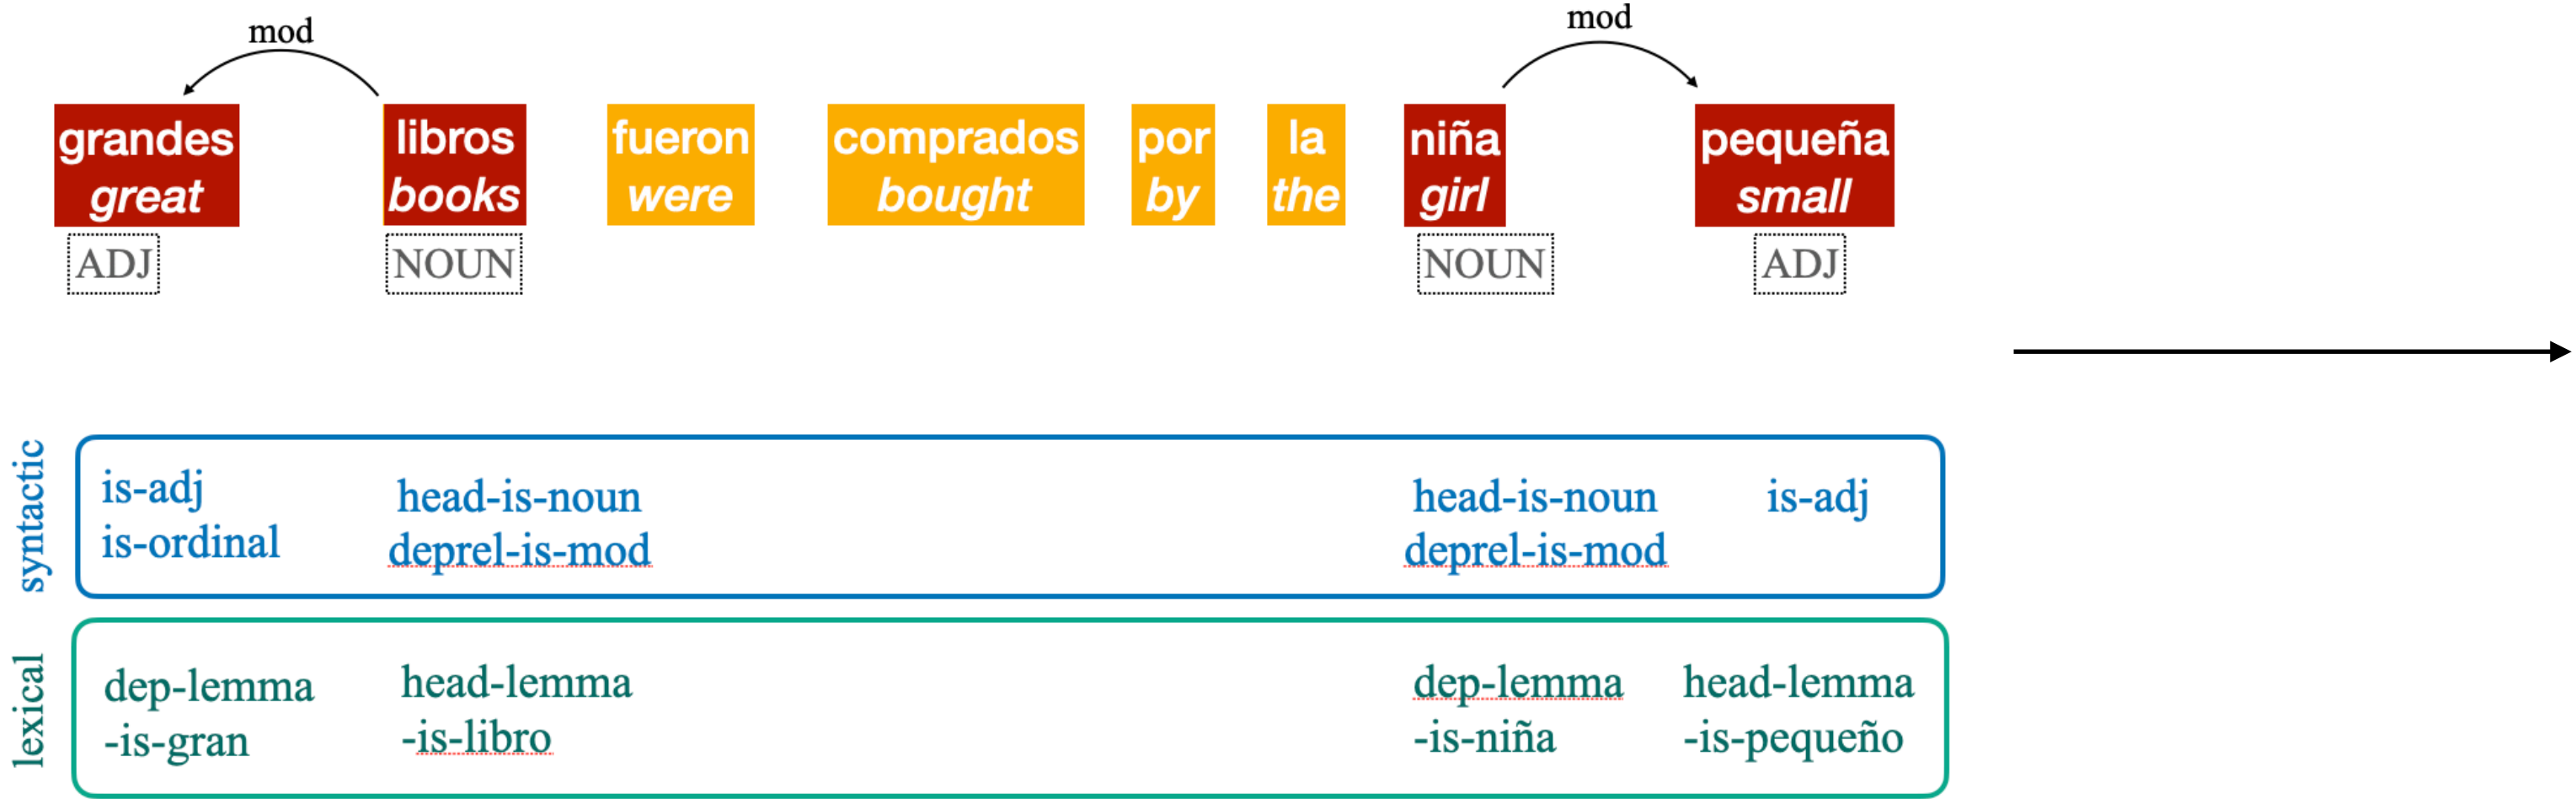 mod
mod
grandes libros fueron comprados por la niña pequeña
great books were bought by the girl small
ADJ NOUN NOUN ADJ
syntactic
is-adj head-is-noun head-is-noun is-adj
is-ordinal deprel-is-mod deprel-is-mod
lexical
dep-lemma head-lemma dep-lemma head-lemma
-is-gran -is-libro -is-niña -is-pequeño